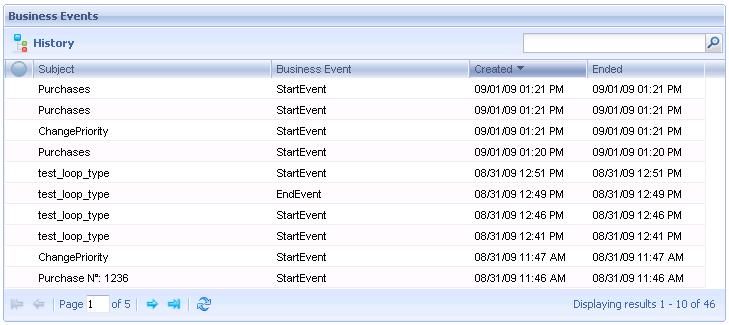 Business Events
History
Subject Business Event Created Ended
Purchases StartEvent 09/01/09 01:21 PM 09/01/09 01:21 PM
Purchases StartEvent 09/01/09 01:21 PM 09/01/09 01:21 PM
ChangePriority StartEvent 09/01/09 01:21 PM 09/01/09 01:21 PM
Purchases StartEvent 09/01/09 01:20 PM 09/01/09 01:20 PM
test_loop_type StartEvent 08/31/09 12:51 PM 08/31/09 12:51 PM
test_loop_type EndEvent 08/31/09 12:49 PM 08/31/09 12:49 PM
test_loop_type StartEvent 08/31/09 12:46 PM 08/31/09 12:46 PM
test_loop_type StartEvent 08/31/09 12:41 PM 08/31/09 12:41 PM
ChangePriority StartEvent 08/31/09 11:47 AM 08/31/09 11:47 AM
Purchase N°: 1236 StartEvent 08/31/09 11:46 AM 08/31/09 11:46 AM
Page 1 of 5 Displaying results 1 - 10 of 46